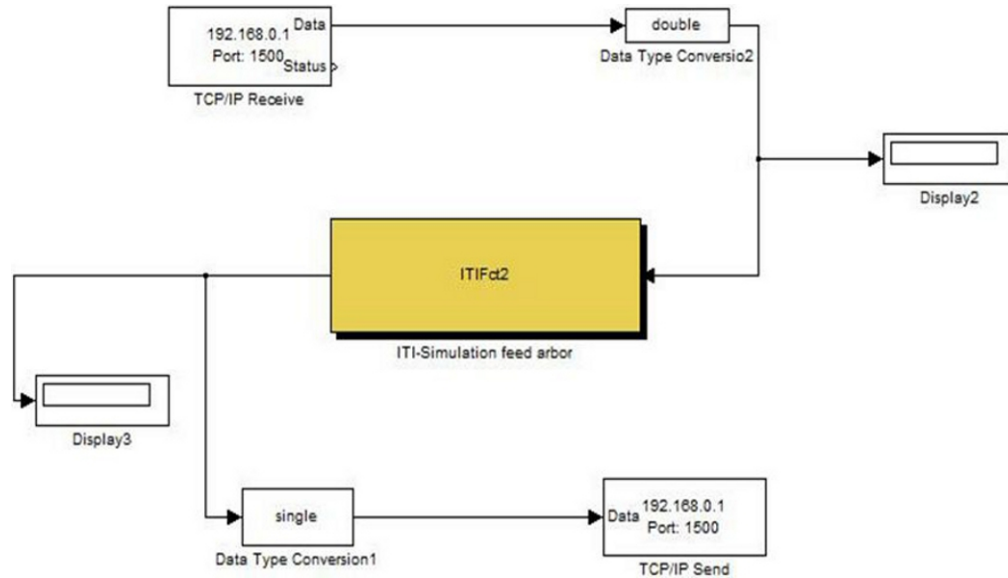 192.168.0.1
Port: 1500
Data
Status
TCP/IP Receive
double
Data Type Conversio2
Display2
ITIFct2
ITI-Simulation feed arbor
Display3
single
Data Type Conversion1
Data
192.168.0.1
Port: 1500
TCP/IP Send